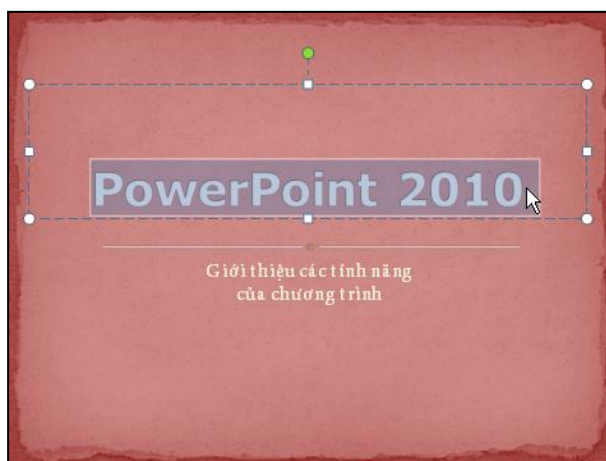 PowerPoint 2010
Giới thiệu các tính năng
của chương trình